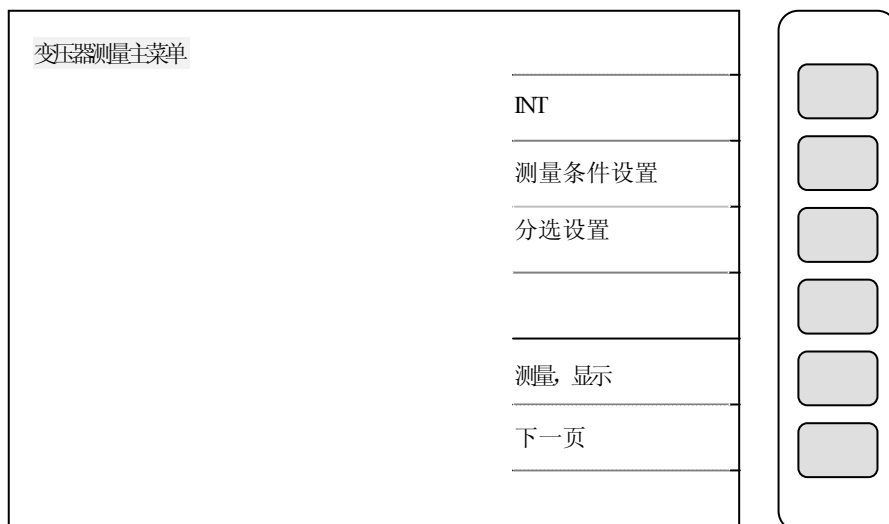 变压器测量主菜单
INT
测量条件设置
分选设置
测量，显示
下一页